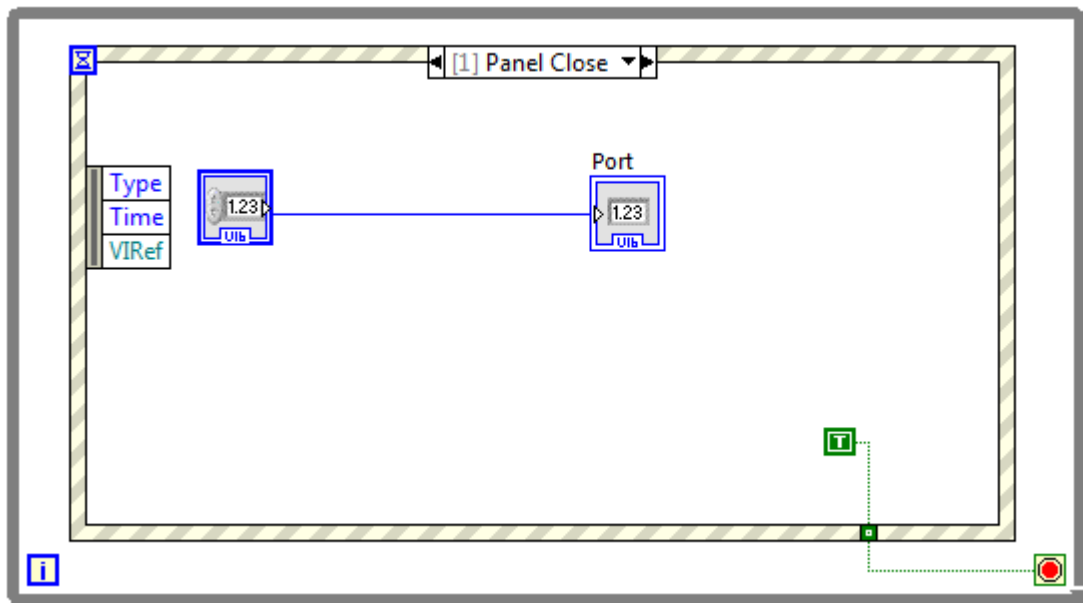 [1] Panel Close
Port
Type
1.23
1.23
Time
U16
U16
VIRef
T
i